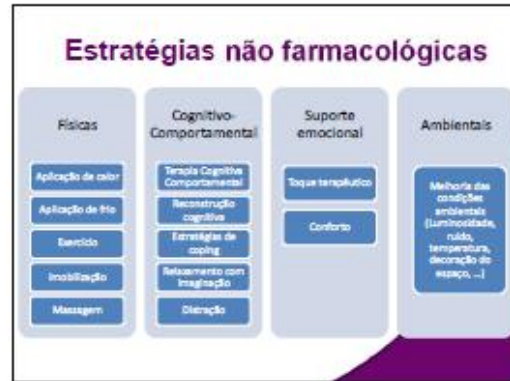 Estratégias não farmacológicas
Físicas
Aplicação de calor
Aplicação de frio
Exercício
Imobilização
Massagem
Cognitivo-
Comportamental
Terapia Cognitiva
Comportamental
Reconstrução
cognitiva
Estratégias de
coping
Relaxamento com
imaginação
Distração
Suporte
emocional
Toque terapêutico
Conforto
Ambientais
Melhoria das
condições
ambientais
(Luminosidade,
ruído,
temperatura,
decoração do
espaço, ...)